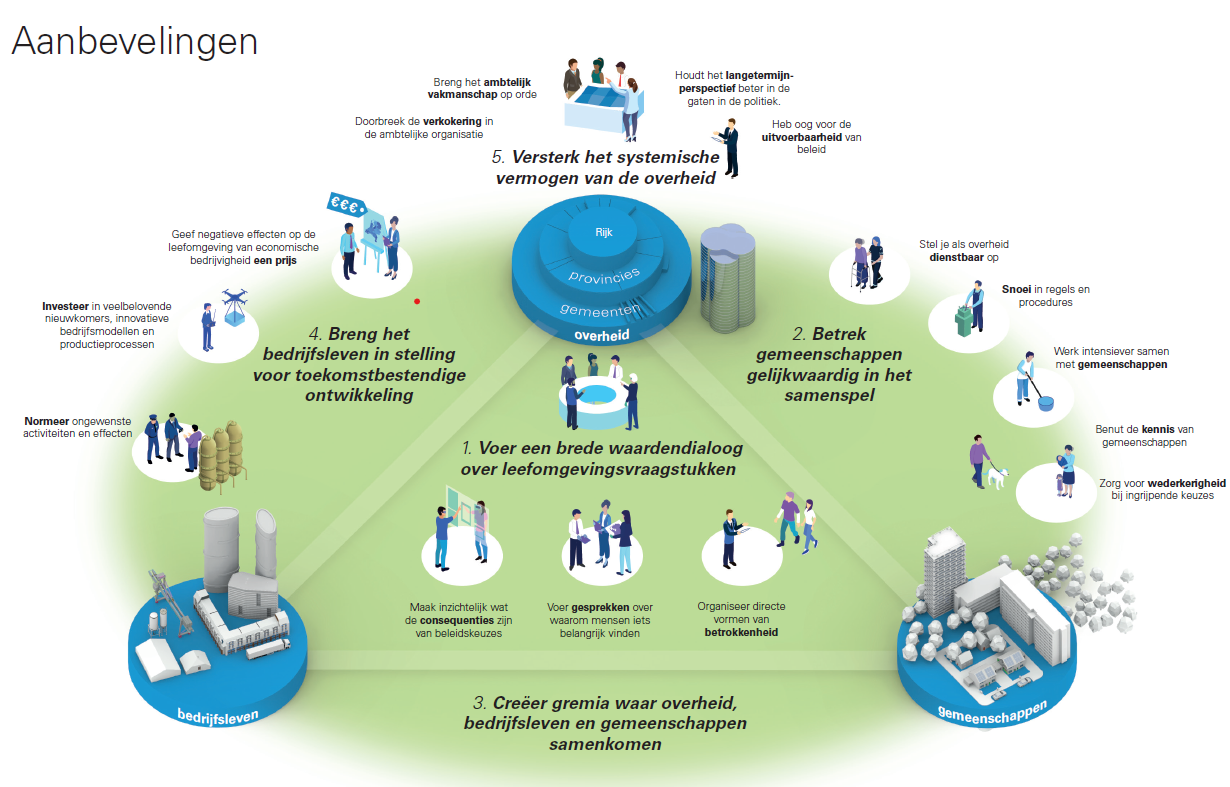 Aanbevelingen
Breng het ambtelijk
vakmanschap op orde
Doorbreek de verkokering in
de ambtelijke organisatie
Houdt het langetermijn-
perspectief beter in de
gaten in de politiek.
Heb oog voor de
uitvoerbaarheid van
beleid
5. Versterk het systemische
vermogen van de overheid
€€€
Geef negatieve effecten op de
leefomgeving van economische
bedrijvigheid een prijs
Investeer in veelbelovende
nieuwkomers, innovatieve
bedrijfsmodellen en
productieprocessen
Normeer ongewenste
activiteiten en effecten
4. Breng het
bedrijfsleven in stelling
voor toekomstbestendige
ontwikkeling
Rijk
provincies
gemeenten
overheid
2. Betrek
gemeenschappen
gelijkwaardig in het
samenspel
Stel je als overheid
dienstbaar op
Snoei in regels en
procedures
Werk intensiever samen
met gemeenschappen
Benut de kennis van
gemeenschappen
Zorg voor wederkerigheid
bij ingrijpende keuzes
1. Voer een brede waardendialoog
over leefomgevingsvraagstukken
Maak inzichtelijk wat
de consequenties zijn
van beleidskeuzes
Voer gesprekken over
waarom mensen iets
belangrijk vinden
Organiseer directe
vormen van
betrokkenheid
bedrijfsleven
gemeenschappen
3. Creëer gremia waar overheid,
bedrijfsleven en gemeenschappen
samenkomen